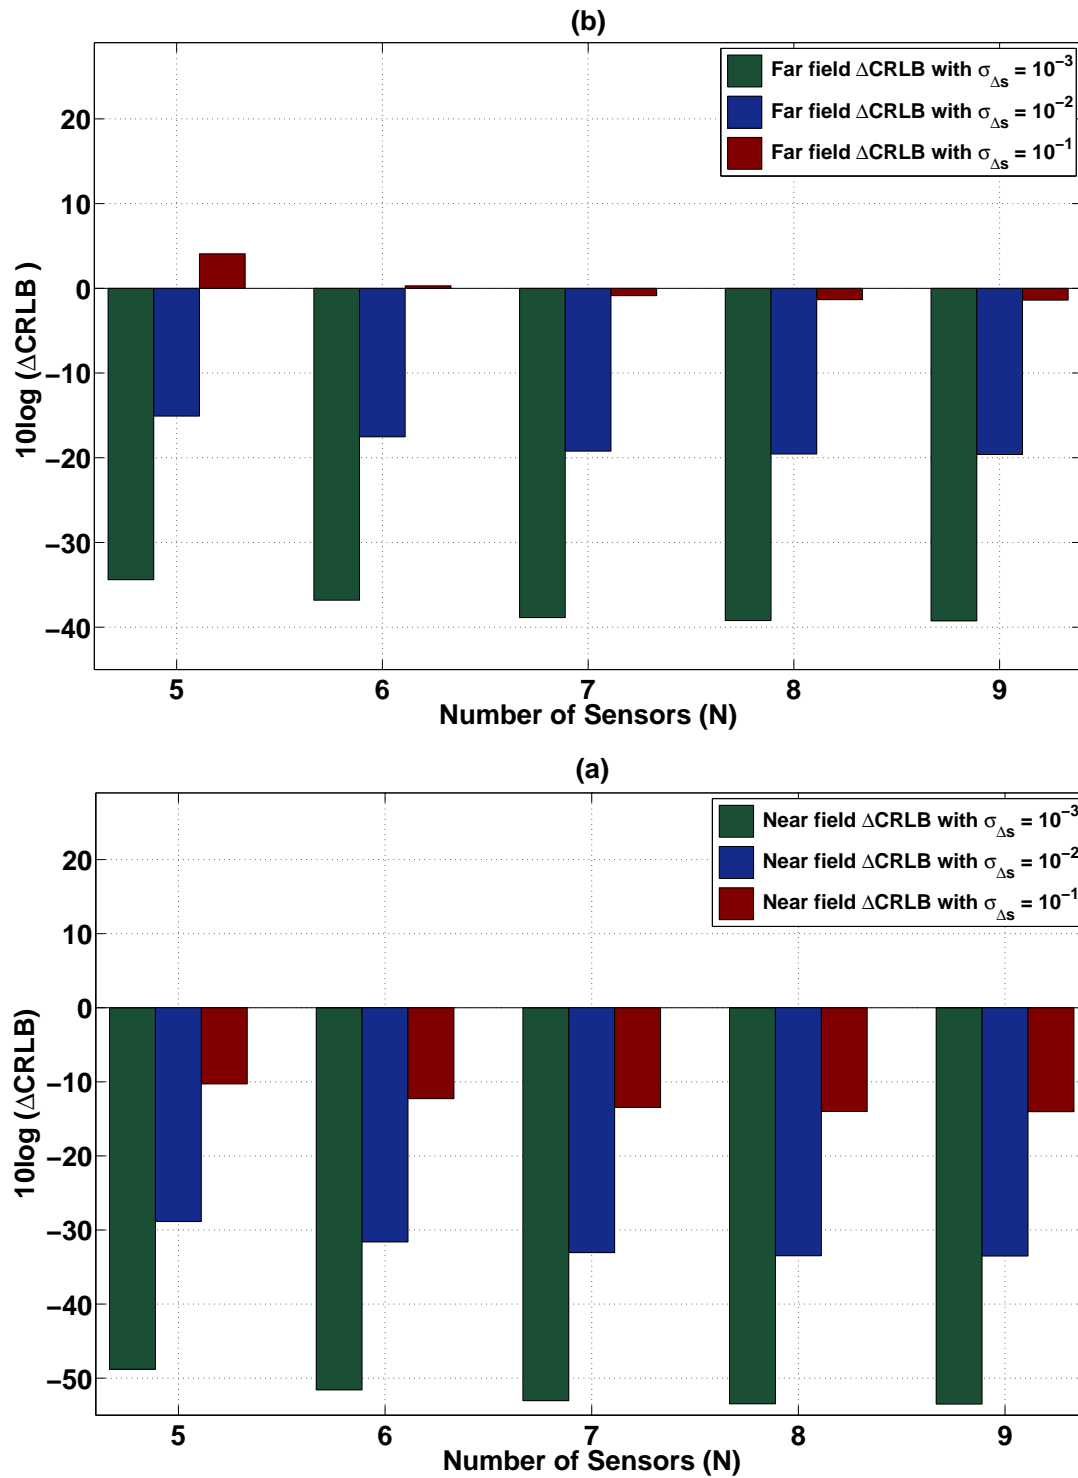 (b)
Far field ΔCRLB with σ_Δs = 10^−3
Far field ΔCRLB with σ_Δs = 10^−2
Far field ΔCRLB with σ_Δs = 10^−1
20
10
0
−10
−20
−30
−40
10log (ΔCRLB )
5 6 7 8 9
Number of Sensors (N)
(a)
Near field ΔCRLB with σ_Δs = 10^−3
Near field ΔCRLB with σ_Δs = 10^−2
Near field ΔCRLB with σ_Δs = 10^−1
20
10
0
−10
−20
−30
−40
−50
10log (ΔCRLB)
5 6 7 8 9
Number of Sensors (N)